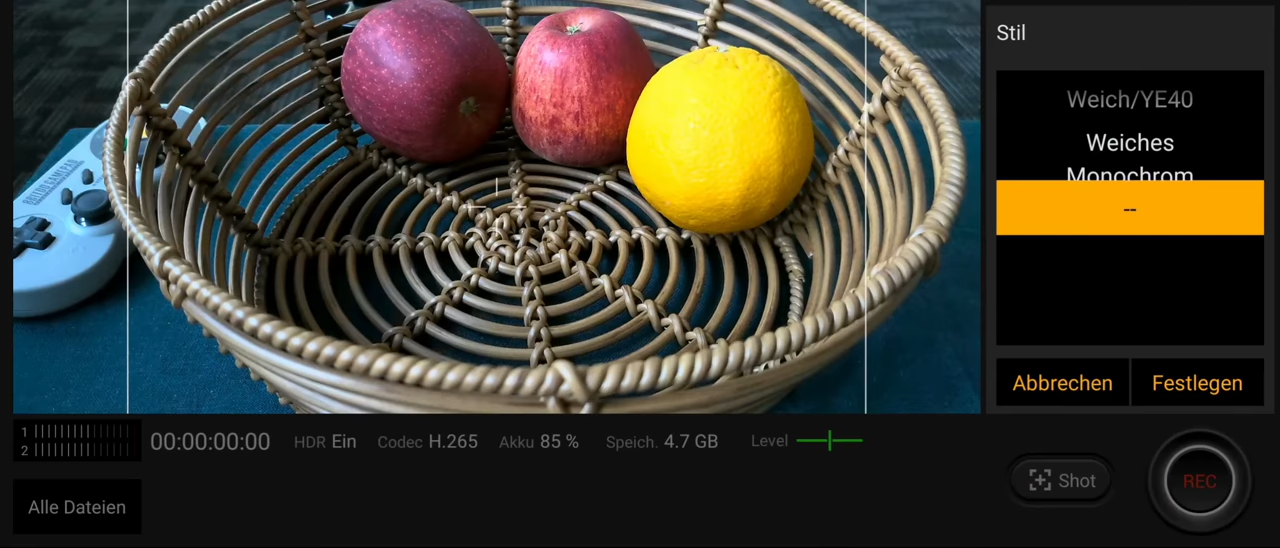 Stil
Weich/YE40
Weiches
Monochrom
--
Abbrechen
Festlegen
1
2
00:00:00:00
HDR Ein
Codec H.265
Akku 85 %
Speich. 4.7 GB
Level
Shot
REC
Alle Dateien